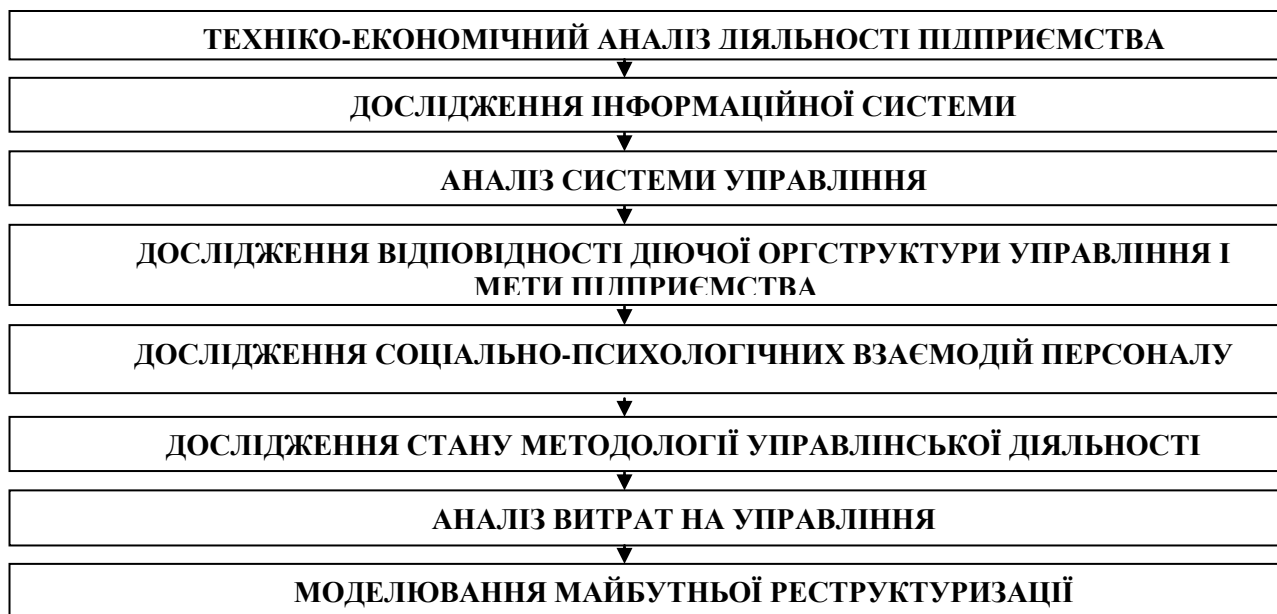 ТЕХНІКО-ЕКОНОМІЧНИЙ АНАЛІЗ ДІЯЛЬНОСТІ ПІДПРИЄМСТВА
ДОСЛІДЖЕННЯ ІНФОРМАЦІЙНОЇ СИСТЕМИ
АНАЛІЗ СИСТЕМИ УПРАВЛІННЯ
ДОСЛІДЖЕННЯ ВІДПОВІДНОСТІ ДІЮЧОЇ ОРГСТРУКТУРИ УПРАВЛІННЯ І
МЕТИ ПІДПРИЄМСТВА
ДОСЛІДЖЕННЯ СОЦІАЛЬНО-ПСИХОЛОГІЧНИХ ВЗАЄМОДІЙ ПЕРСОНАЛУ
ДОСЛІДЖЕННЯ СТАНУ МЕТОДОЛОГІЇ УПРАВЛІНСЬКОЇ ДІЯЛЬНОСТІ
АНАЛІЗ ВИТРАТ НА УПРАВЛІННЯ
МОДЕЛЮВАННЯ МАЙБУТНЬОЇ РЕСТРУКТУРИЗАЦІЇ